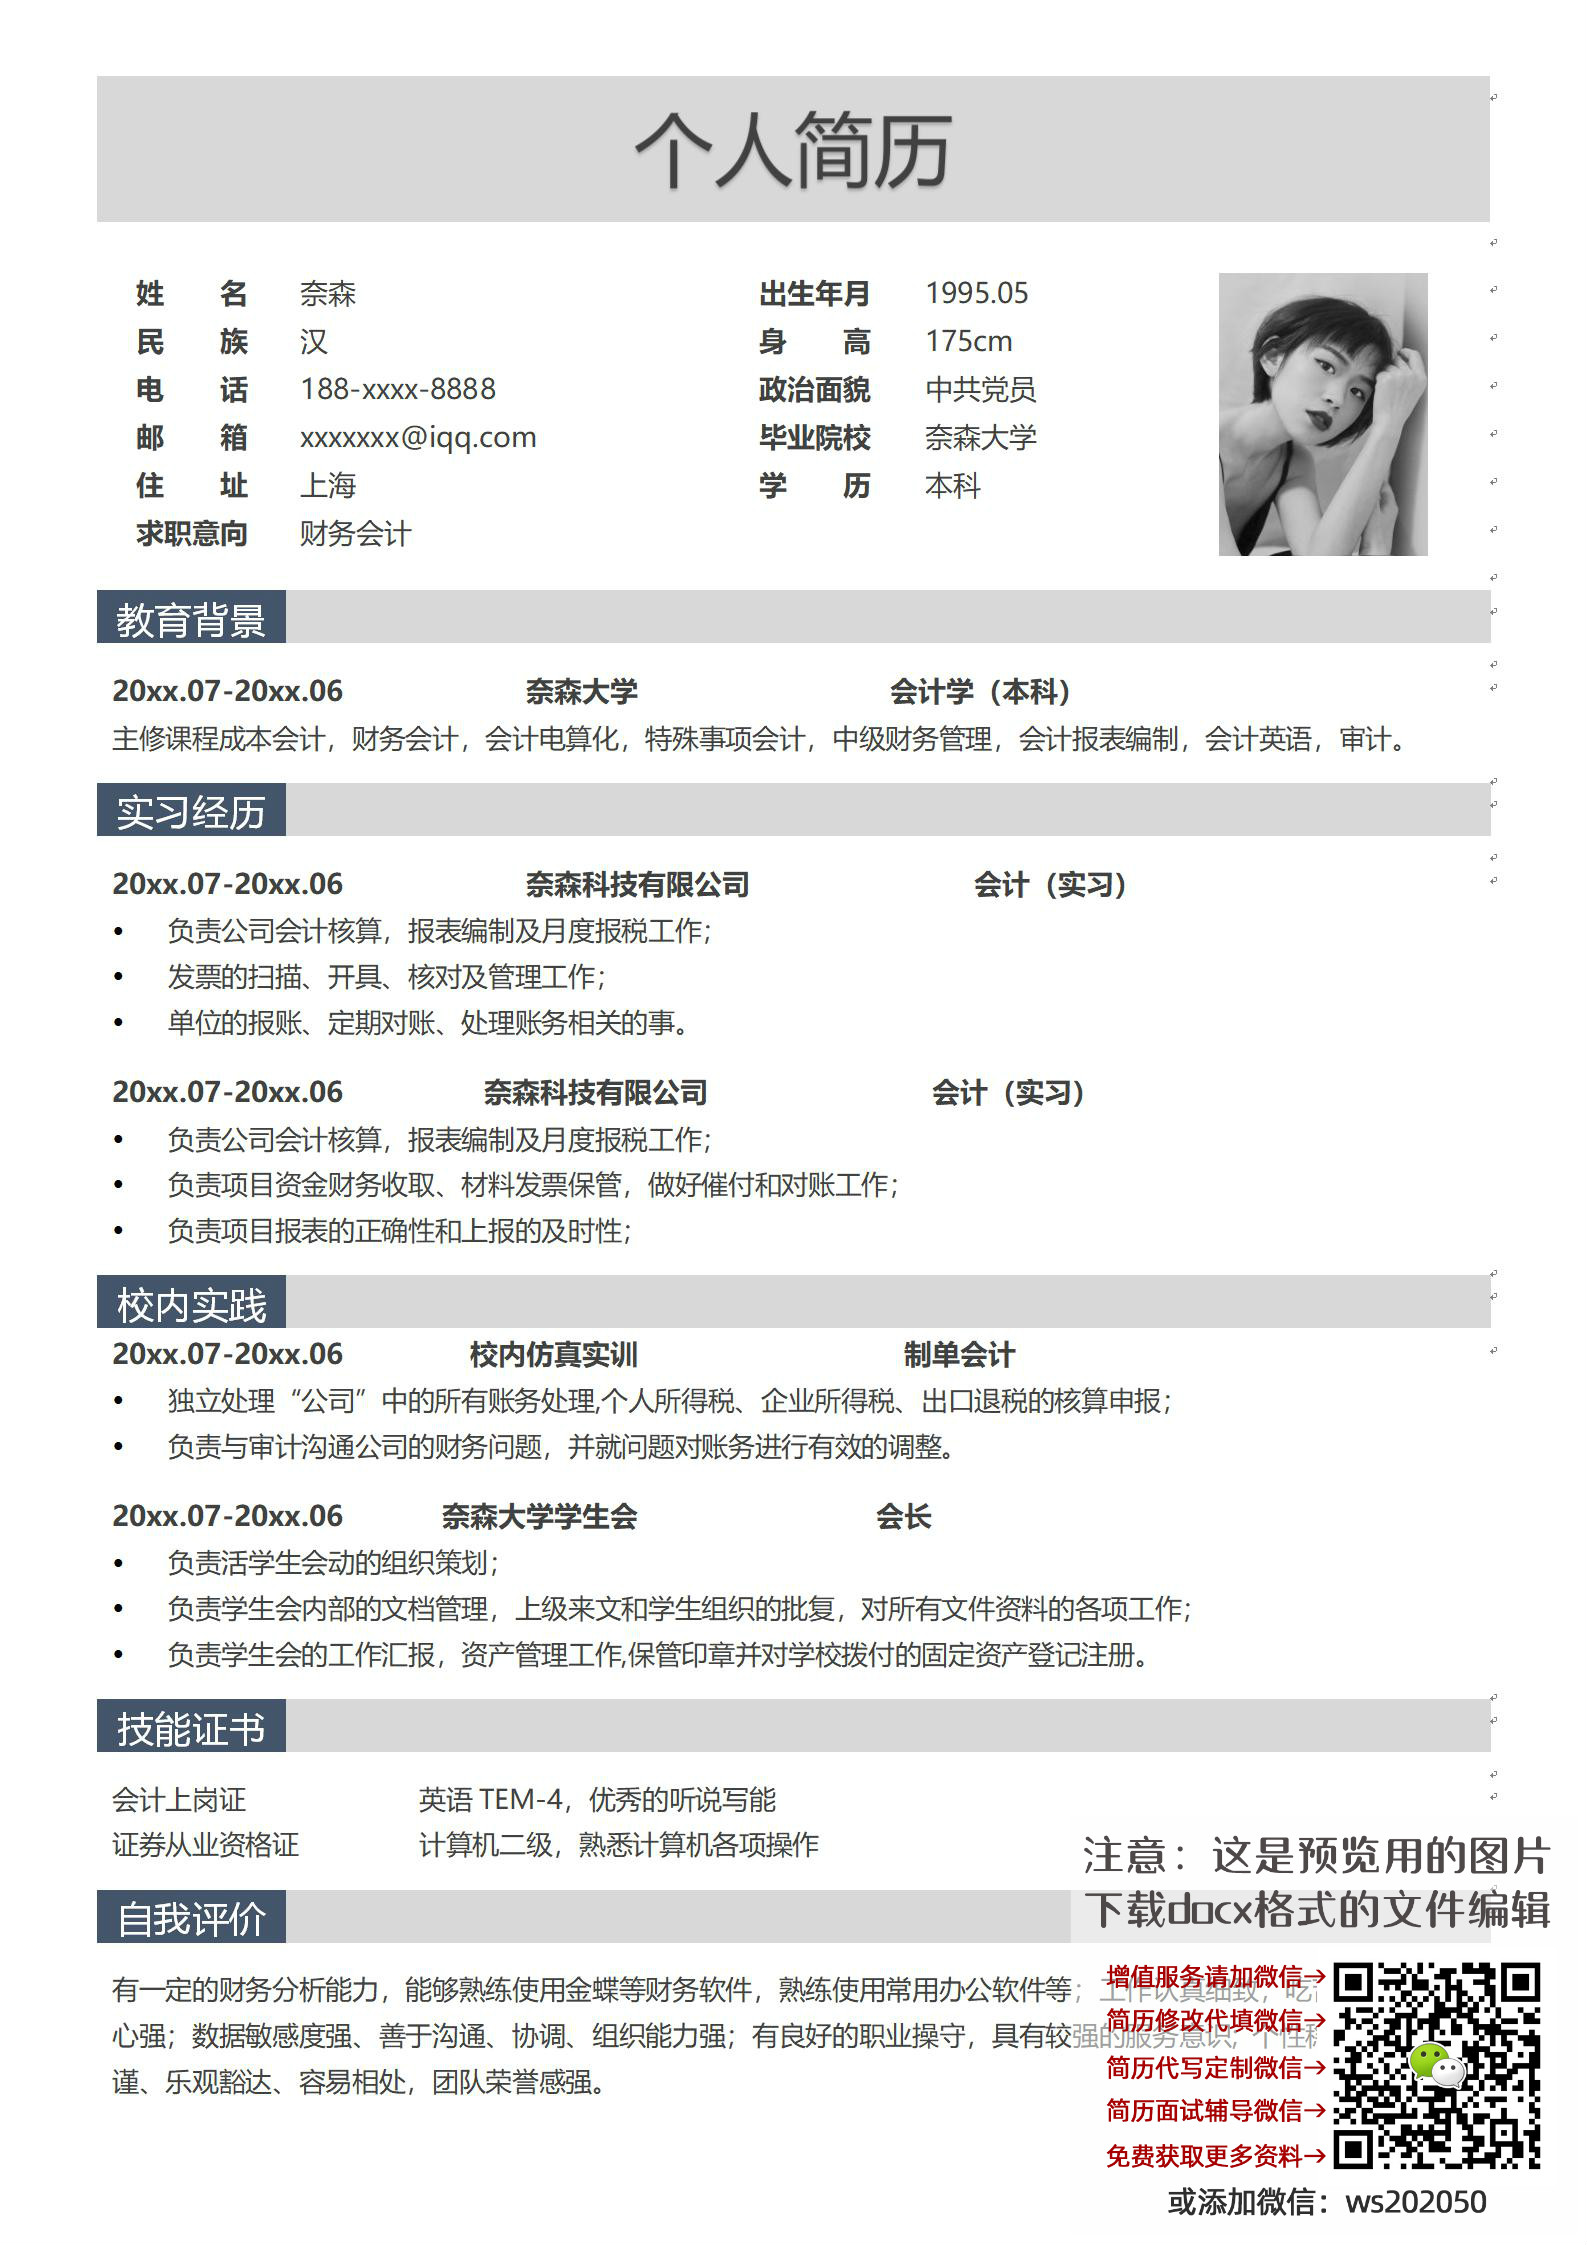 个人简历
姓 名 奈森 出生年月 1995.05
民 族 汉 身 高 175cm
电 话 188-xxxx-8888 政治面貌 中共党员
邮 箱 xxxxxxx@iqq.com 毕业院校 奈森大学
住 址 上海 学 历 本科
求职意向 财务会计
教育背景
20xx.07-20xx.06 奈森大学 会计学（本科）
主修课程成本会计，财务会计，会计电算化，特殊事项会计，中级财务管理，会计报表编制，会计英语，审计。
实习经历
20xx.07-20xx.06 奈森科技有限公司 会计（实习）
• 负责公司会计核算，报表编制及月度报税工作；
• 发票的扫描、开具、核对及管理工作；
• 单位的报账、定期对账、处理账务相关的事。
20xx.07-20xx.06 奈森科技有限公司 会计（实习）
• 负责公司会计核算，报表编制及月度报税工作；
• 负责项目资金财务收取、材料发票保管，做好催付和对账工作；
• 负责项目报表的正确性和上报的及时性；
校内实践
20xx.07-20xx.06 校内仿真实训 制单会计
• 独立处理“公司”中的所有账务处理,个人所得税、企业所得税、出口退税的核算申报；
• 负责与审计沟通公司的财务问题，并就问题对账务进行有效的调整。
20xx.07-20xx.06 奈森大学学生会 会长
• 负责活学生会动的组织策划；
• 负责学生会内部的文档管理，上级来文和学生组织的批复，对所有文件资料的各项工作；
• 负责学生会的工作汇报，资产管理工作,保管印章并对学校拨付的固定资产登记注册。
技能证书
会计上岗证 英语 TEM-4，优秀的听说写能
证券从业资格证 计算机二级，熟悉计算机各项操作
自我评价
有一定的财务分析能力，能够熟练使用金蝶等财务软件，熟练使用常用办公软件等；工作认真细致，吃
心强；数据敏感度强、善于沟通、协调、组织能力强；有良好的职业操守，具有较强的服务意识；个性
谨、乐观豁达、容易相处，团队荣誉感强。
注意：这是预览用的图片
下载docx格式的文件编辑
增值服务请加微信→
简历修改代填微信→
简历代写定制微信→
简历面试辅导微信→
免费获取更多资料→
或添加微信：ws202050